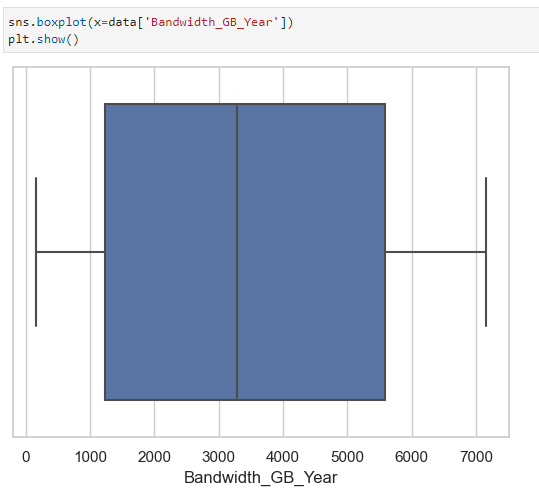 sns.boxplot(x=data['Bandwidth_GB_Year'])
plt.show()
0 1000 2000 3000 4000 5000 6000 7000
Bandwidth_GB_Year